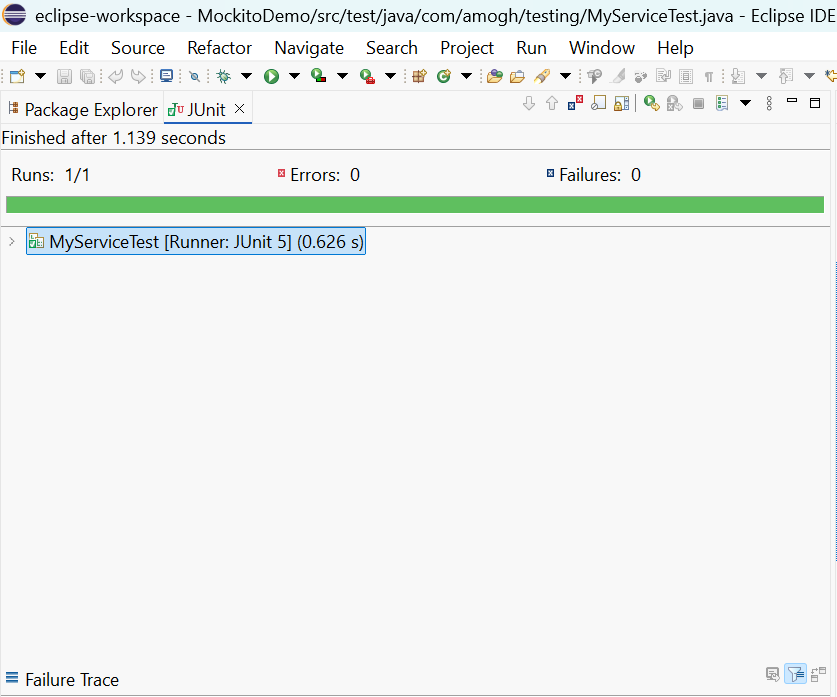 eclipse-workspace - MockitoDemo/src/test/java/com/amogh/testing/MyServiceTest.java - Eclipse IDE
File Edit Source Refactor Navigate Search Project Run Window Help
Package Explorer JUnit
Finished after 1.139 seconds
Runs: 1/1 Errors: 0 Failures: 0
MyServiceTest [Runner: JUnit 5] (0.626 s)
Failure Trace